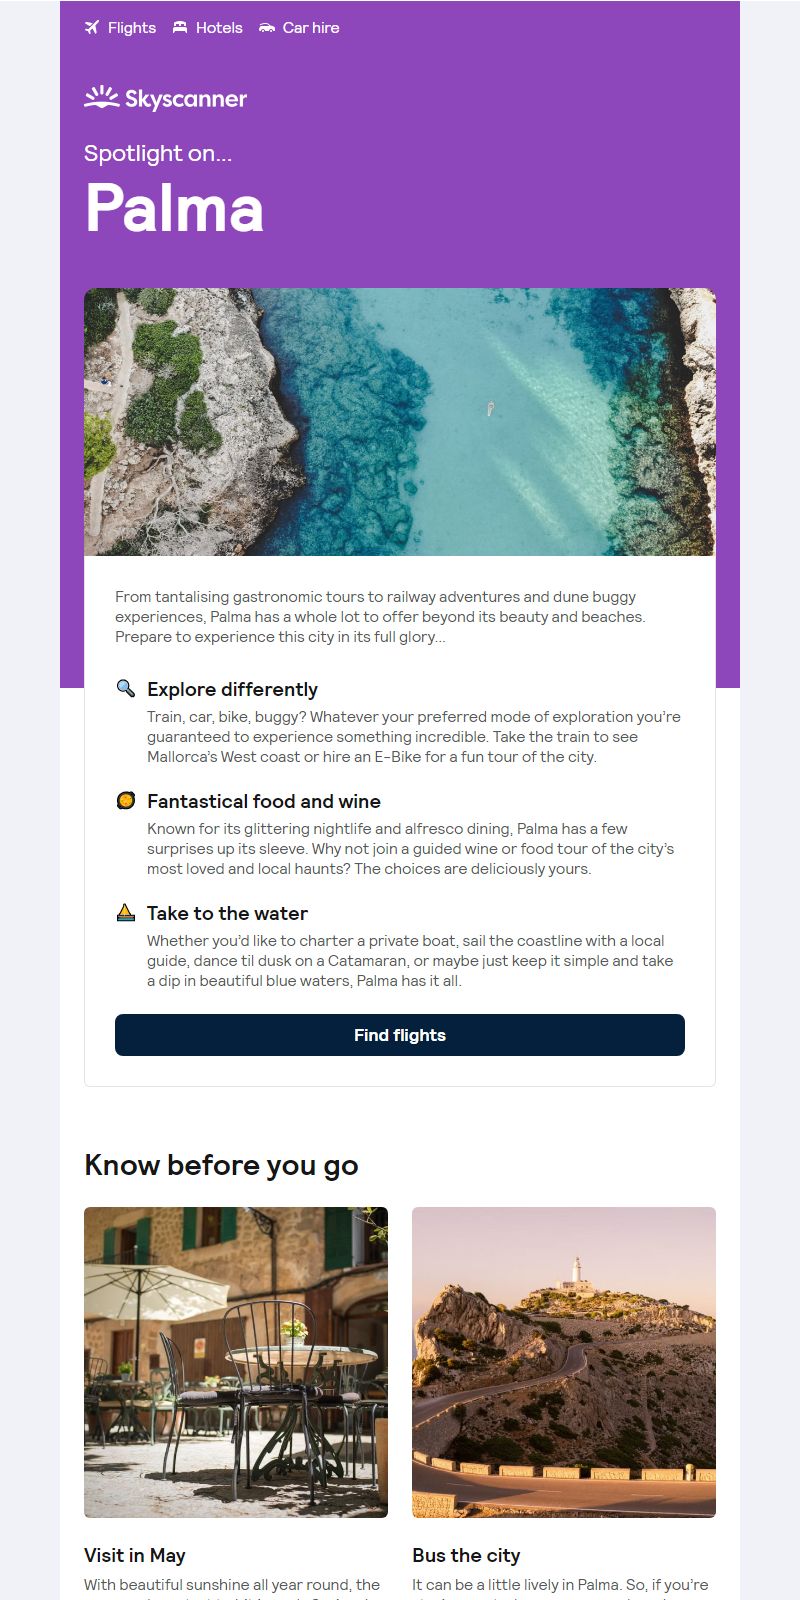 Flights Hotels Car hire
Skyscanner
Spotlight on...
Palma
From tantalising gastronomic tours to railway adventures and dune buggy
experiences, Palma has a whole lot to offer beyond its beauty and beaches.
Prepare to experience this city in its full glory...
Explore differently
Train, car, bike, buggy? Whatever your preferred mode of exploration you’re
guaranteed to experience something incredible. Take the train to see
Mallorca’s West coast or hire an E-Bike for a fun tour of the city.
Fantastical food and wine
Known for its glittering nightlife and alfresco dining, Palma has a few
surprises up its sleeve. Why not join a guided wine or food tour of the city’s
most loved and local haunts? The choices are deliciously yours.
Take to the water
Whether you’d like to charter a private boat, sail the coastline with a local
guide, dance til dusk on a Catamaran, or maybe just keep it simple and take
a dip in beautiful blue waters, Palma has it all.
Find flights
Know before you go
Visit in May
With beautiful sunshine all year round, the
Bus the city
It can be a little lively in Palma. So, if you’re